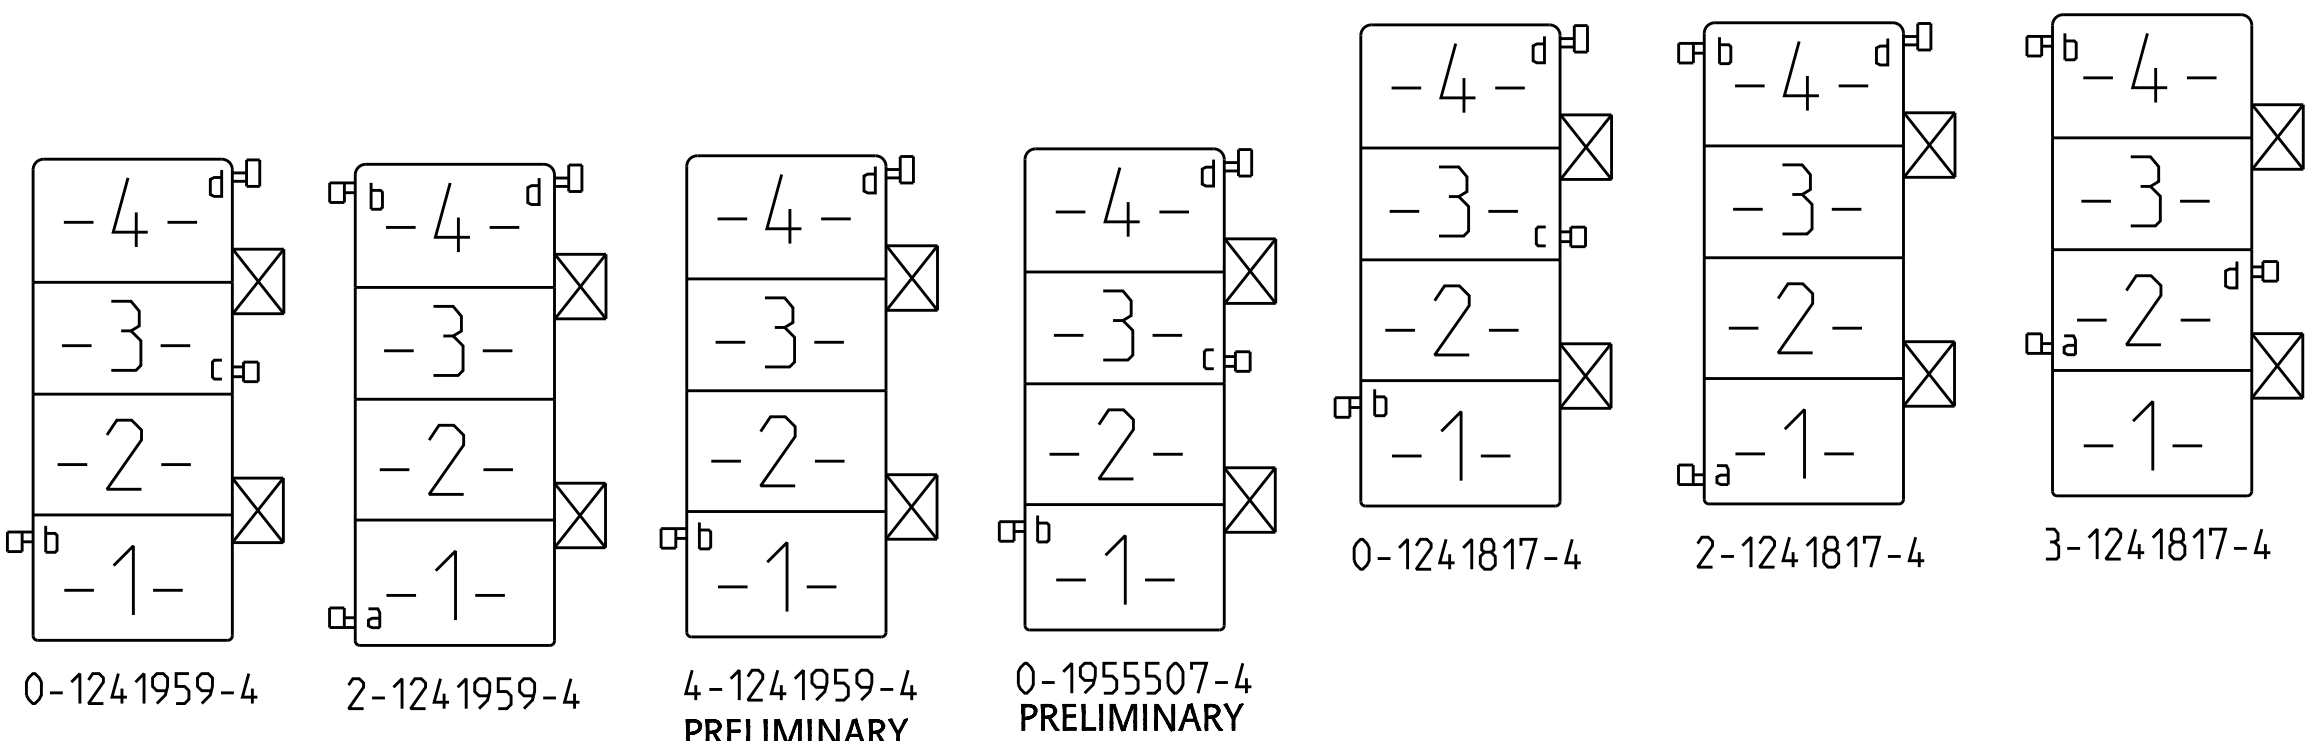 -4- d
-3- c
-2-
b -1-
0-1241959-4
b -4- d
-3-
-2-
a -1-
2-1241959-4
-4- d
-3-
-2-
b -1-
4-1241959-4
PRELIMINARY
-4- d
-3- c
-2-
b -1-
0-1955507-4
PRELIMINARY
-4- d
-3- c
-2-
b -1-
0-1241817-4
b -4- d
-3-
-2-
a -1-
2-1241817-4
b -4-
-3-
d
a -2-
-1-
3-1241817-4